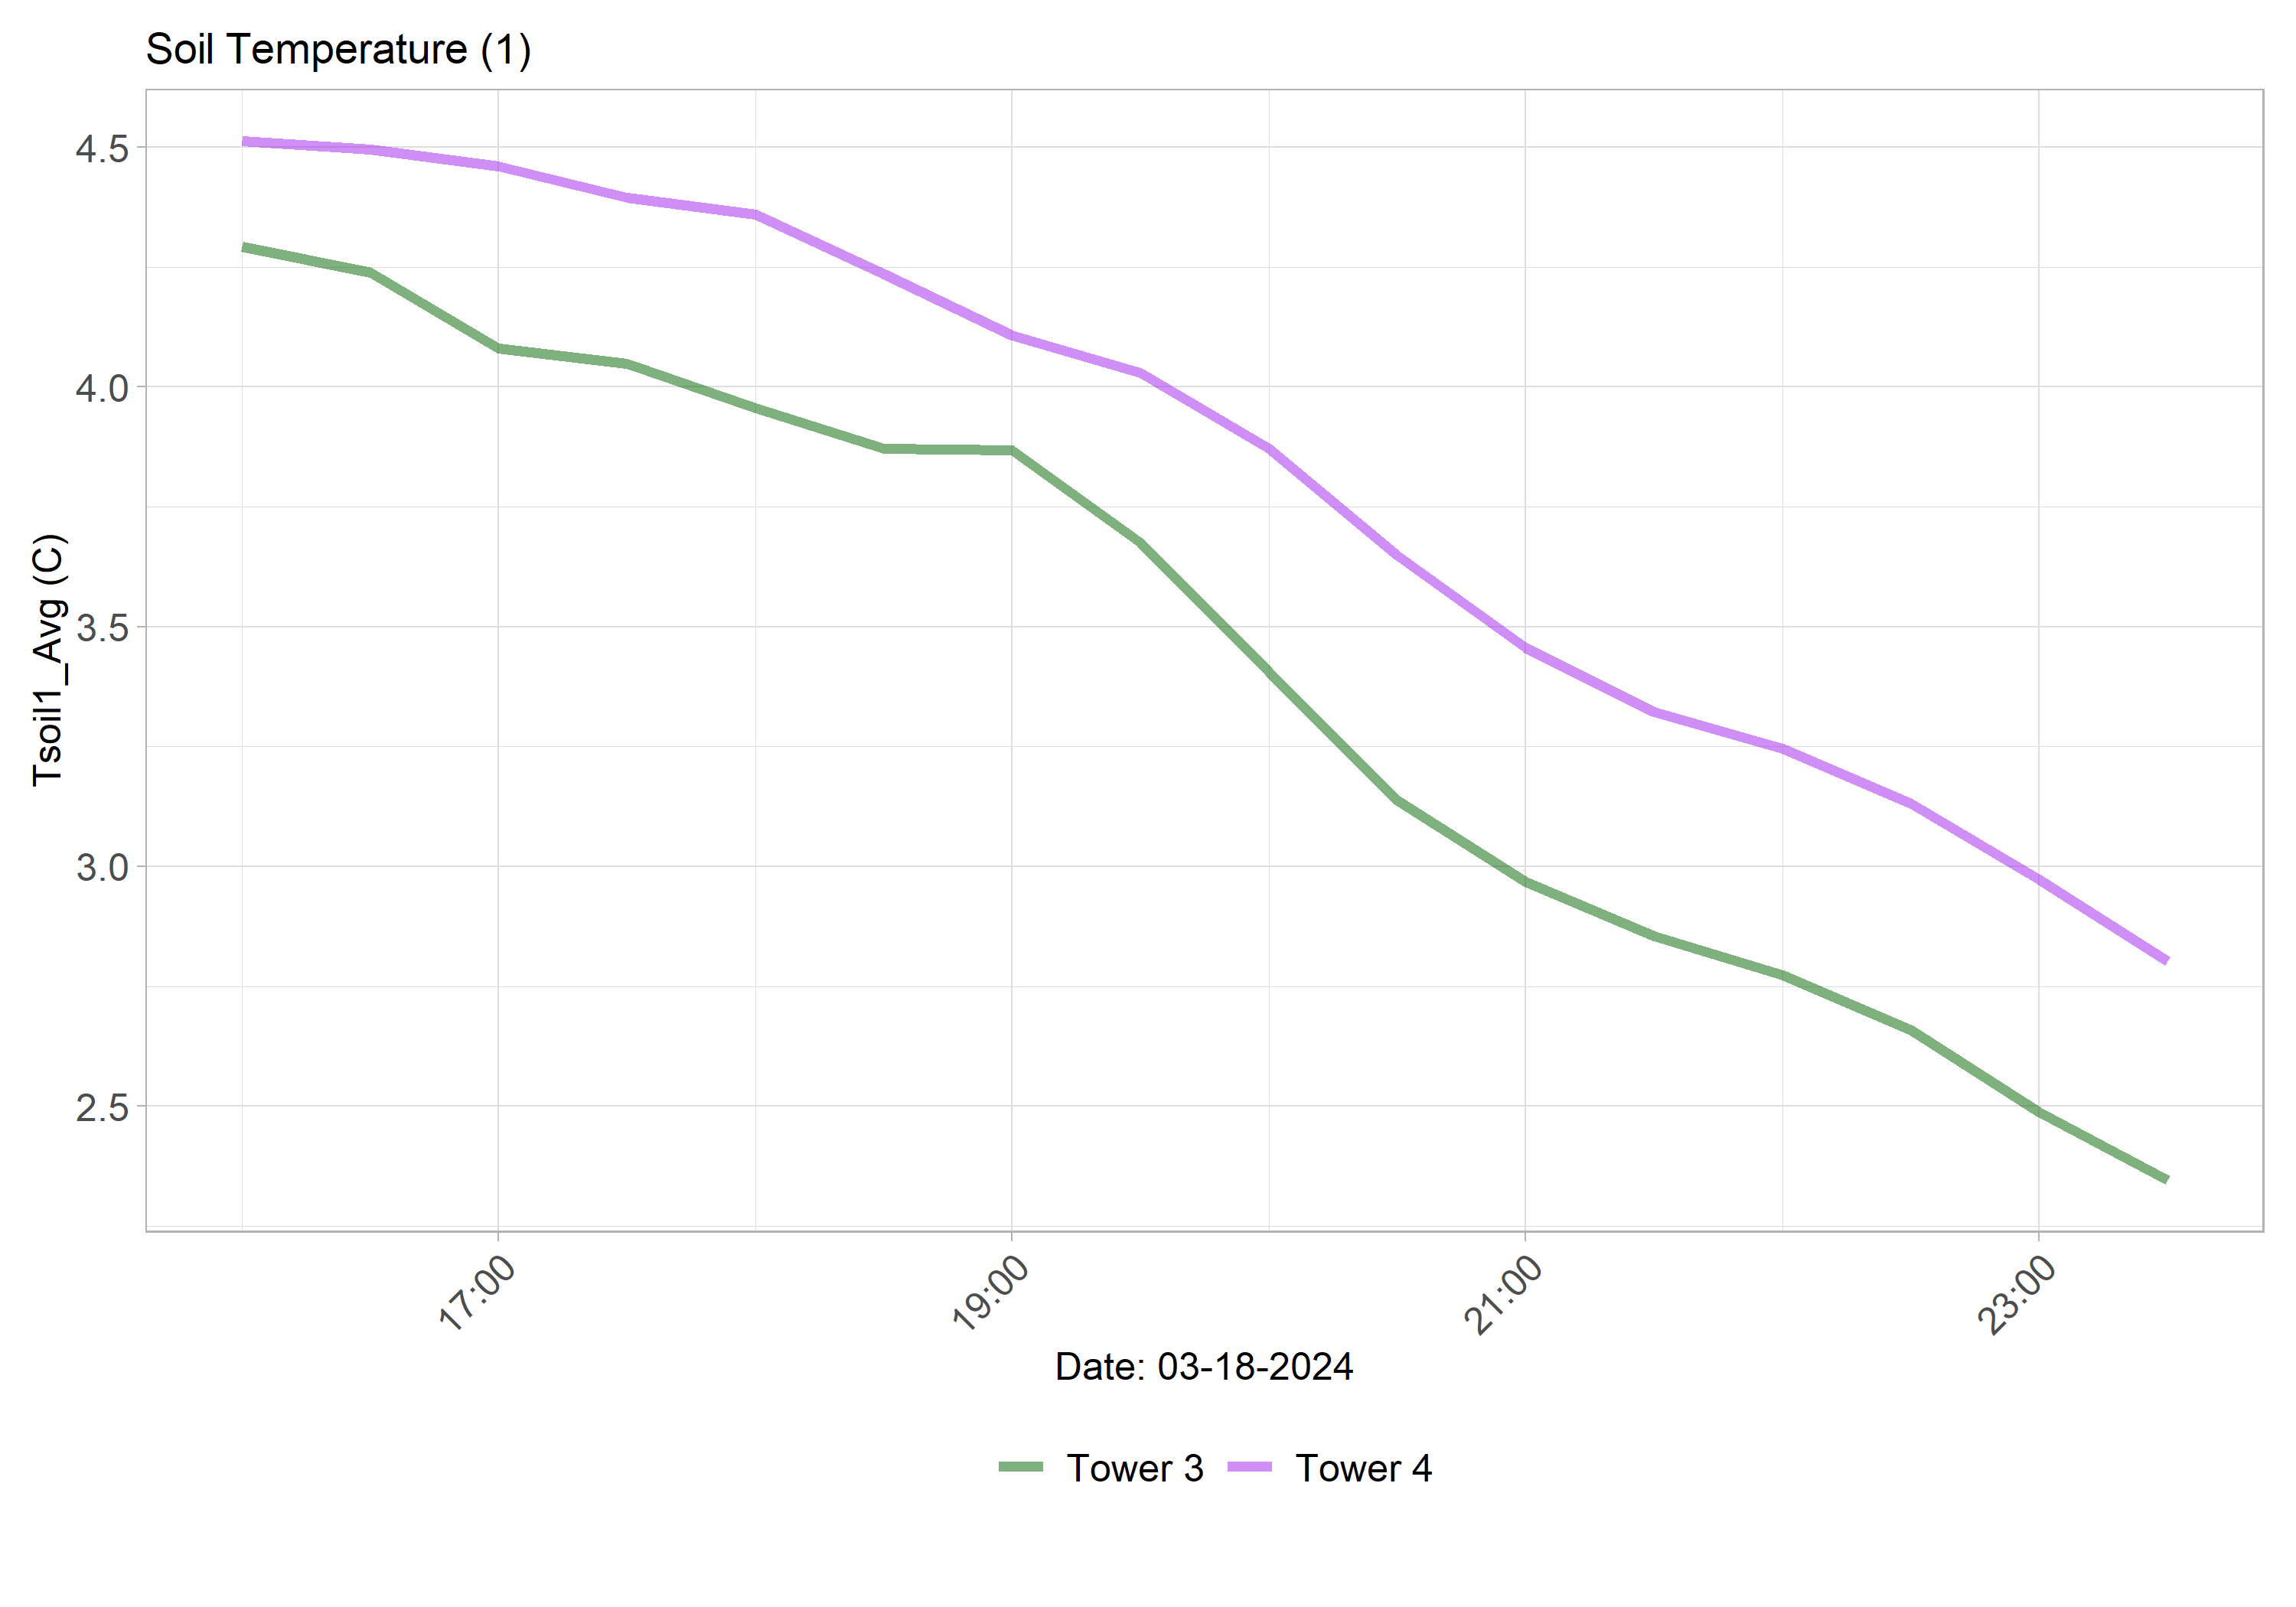 Soil Temperature (1)
Tsoil1_Avg (C)
4.5
4.0
3.5
3.0
2.5
17:00
19:00
21:00
23:00
Date: 03-18-2024
Tower 3
Tower 4